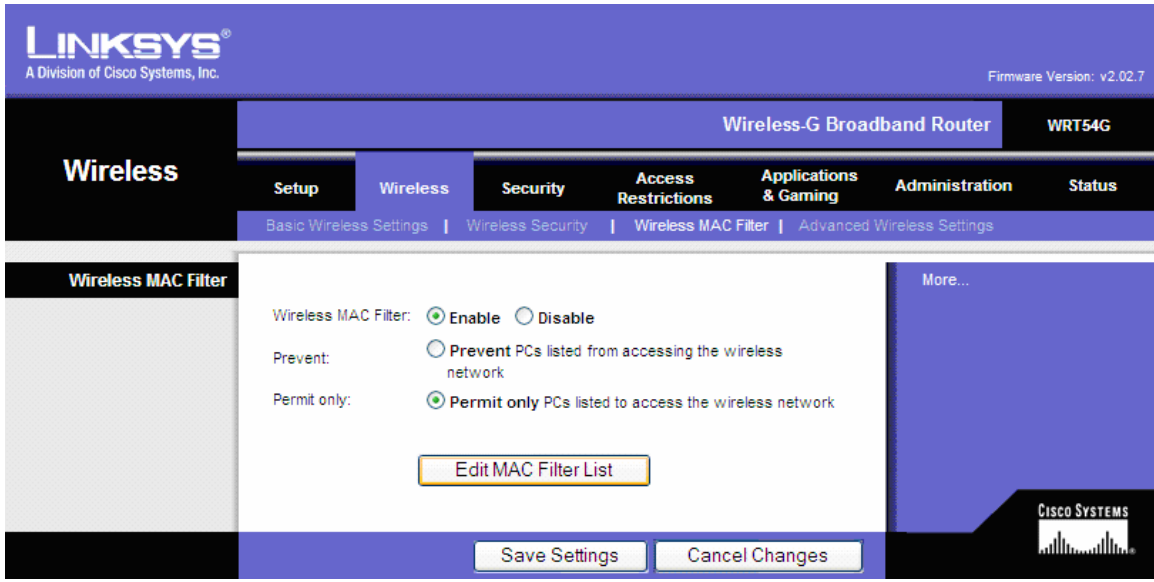 LINKSYS®
A Division of Cisco Systems, Inc.
Firmware Version: v2.02.7
Wireless-G Broadband Router WRT54G
Wireless
Setup Wireless Security Access Restrictions Applications & Gaming Administration Status
Basic Wireless Settings | Wireless Security | Wireless MAC Filter | Advanced Wireless Settings
Wireless MAC Filter
More...
Wireless MAC Filter: Enable Disable
Prevent: Prevent PCs listed from accessing the wireless
network
Permit only: Permit only PCs listed to access the wireless network
Edit MAC Filter List
CISCO SYSTEMS
Save Settings Cancel Changes